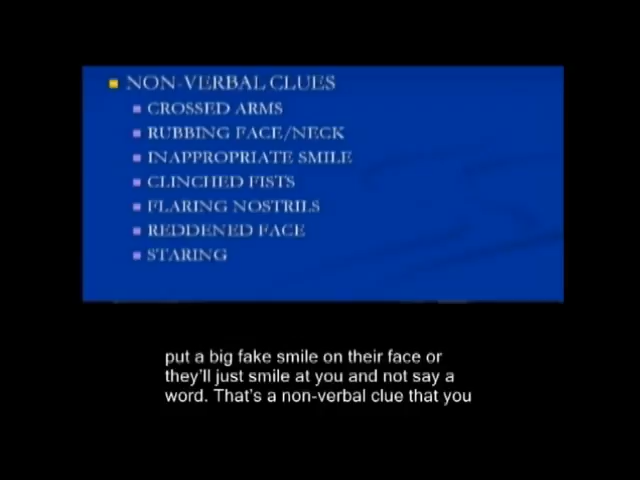 NON-VERBAL CLUES
CROSSED ARMS
RUBBING FACE/NECK
INAPPROPRIATE SMILE
CLINCHED FISTS
FLARING NOSTRILS
REDDENED FACE
STARING
put a big fake smile on their face or
they'll just smile at you and not say a
word. That's a non-verbal clue that you